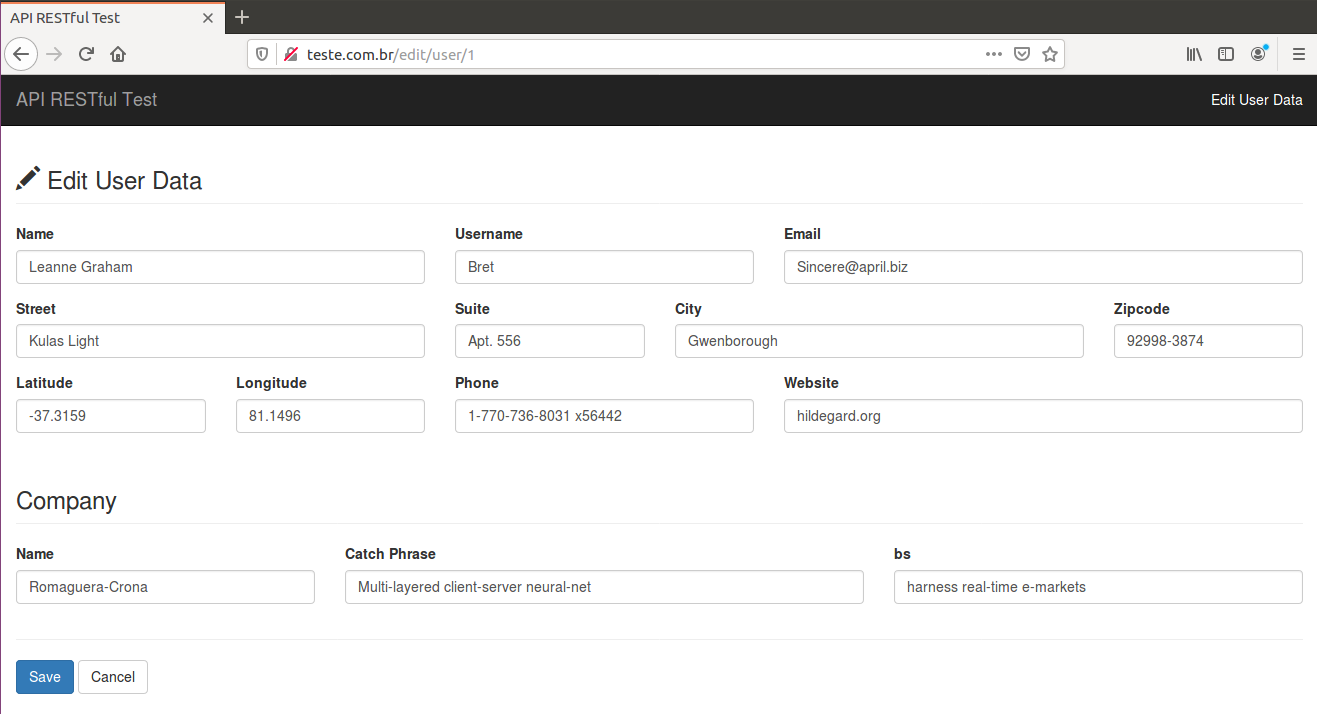 API RESTful Test
teste.com.br/edit/user/1
API RESTful Test Edit User Data
Edit User Data
Name Username Email
Leanne Graham Bret Sincere@april.biz
Street Suite City Zipcode
Kulas Light Apt. 556 Gwenborough 92998-3874
Latitude Longitude Phone Website
-37.3159 81.1496 1-770-736-8031 x56442 hildegard.org
Company
Name Catch Phrase bs
Romaguera-Crona Multi-layered client-server neural-net harness real-time e-markets
Save Cancel